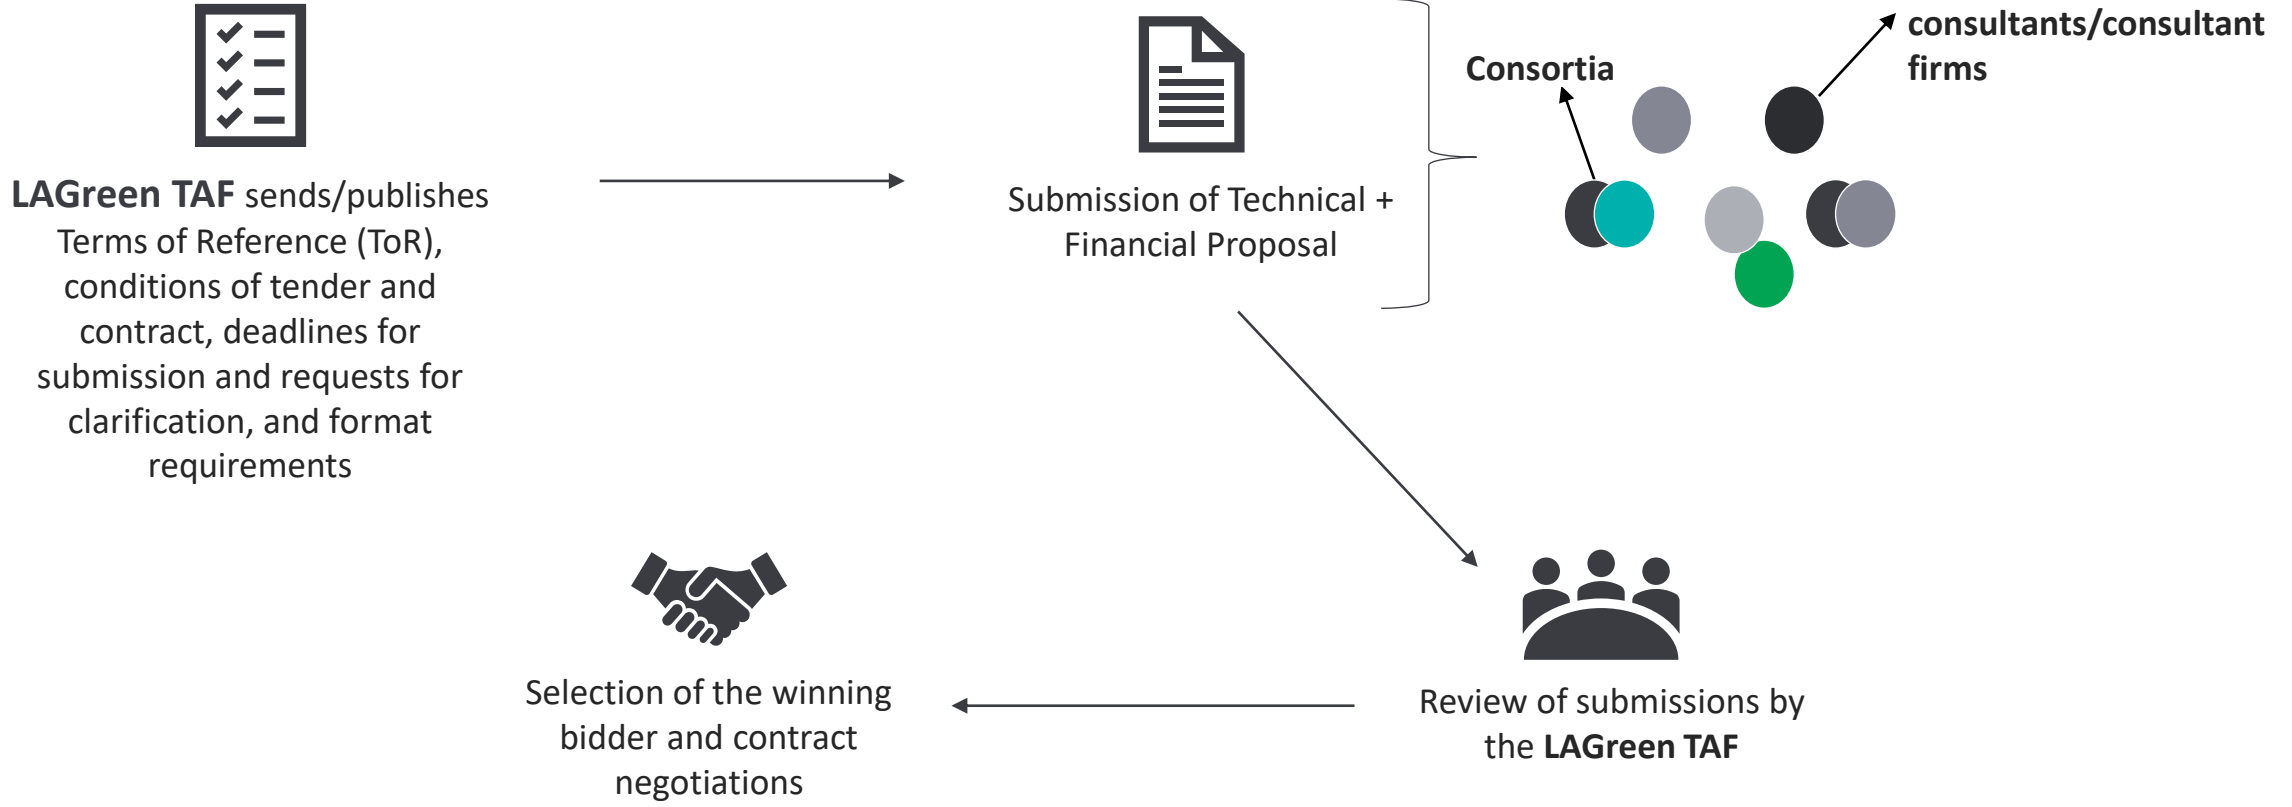 LAGreen TAF sends/publishes
Terms of Reference (ToR),
conditions of tender and
contract, deadlines for
submission and requests for
clarification, and format
requirements
Submission of Technical +
Financial Proposal
Consortia
consultants/consultant
firms
Review of submissions by
the LAGreen TAF
Selection of the winning
bidder and contract
negotiations